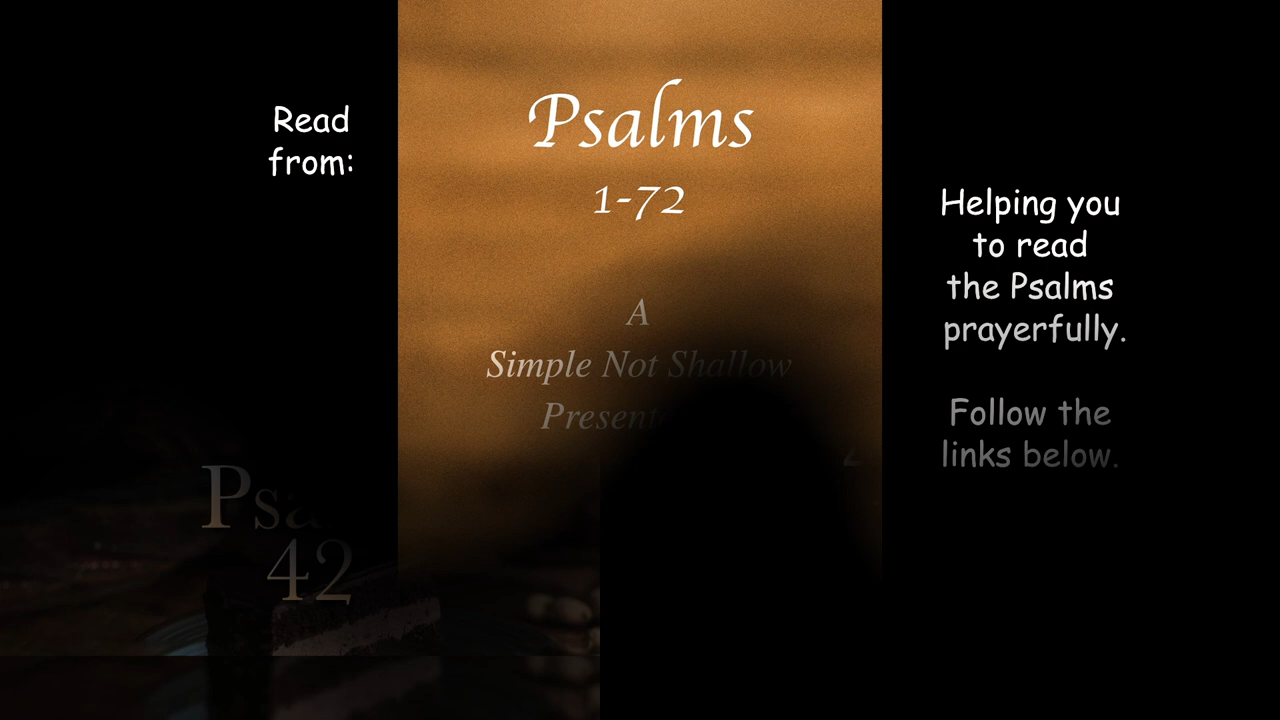 Read
from:
Psalms
1-72
A
Simple Not Shallow
Helping you
to read
the Psalms
prayerfully.
Follow the
links below.
42